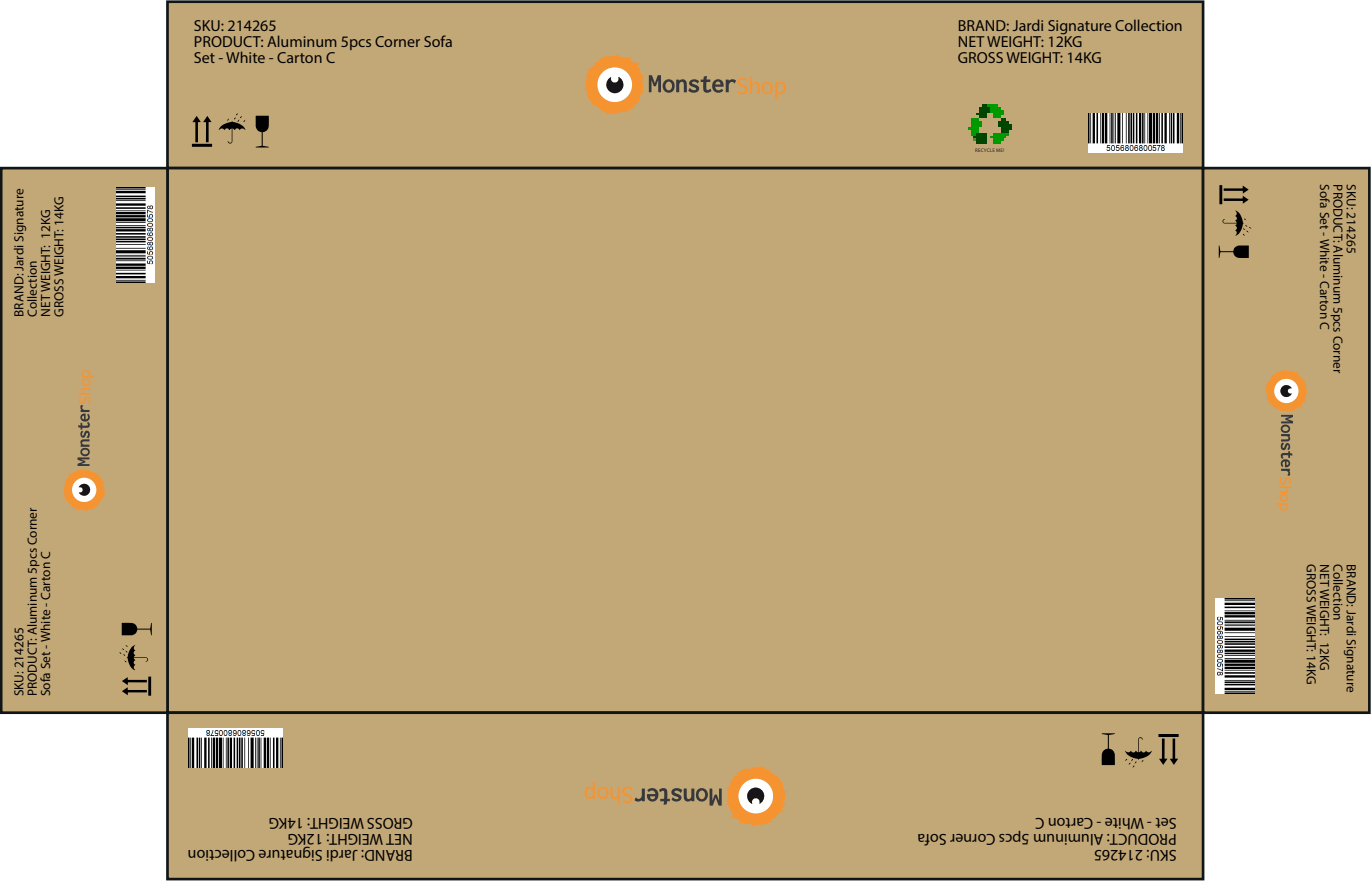 SKU: 214265
PRODUCT: Aluminum 5pcs Corner Sofa
Set - White - Carton C
MonsterShop
BRAND: Jardi Signature Collection
NET WEIGHT: 12KG
GROSS WEIGHT: 14KG
RECYCLE ME!
5056806800578
BRAND: Jardi Signature
Collection
NET WEIGHT: 12KG
GROSS WEIGHT: 14KG
5056806800578
MonsterShop
SKU: 214265
PRODUCT: Aluminum 5pcs Corner
Sofa Set - White - Carton C
SKU: 214265
PRODUCT: Aluminum 5pcs Corner
Sofa Set - White - Carton C
MonsterShop
BRAND: Jardi Signature
Collection
NET WEIGHT: 12KG
GROSS WEIGHT: 14KG
5056806800578
SKU: 214265
PRODUCT: Aluminum 5pcs Corner Sofa
Set - White - Carton C
MonsterShop
BRAND: Jardi Signature Collection
NET WEIGHT: 12KG
GROSS WEIGHT: 14KG
5056806800578